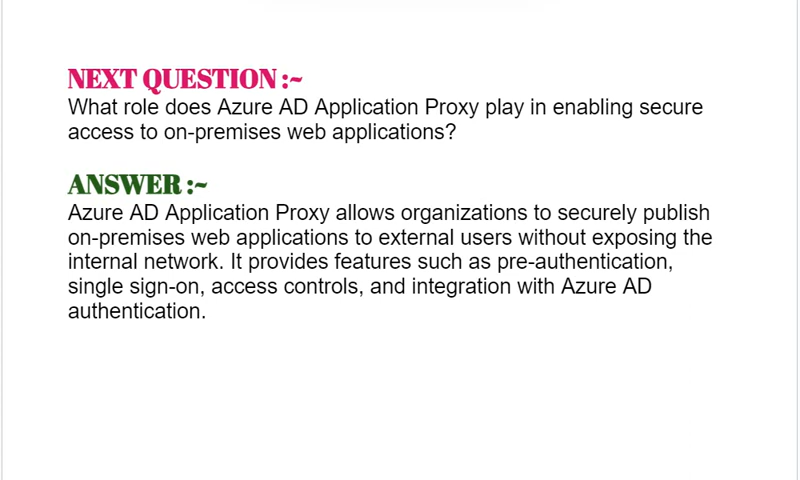 NEXT QUESTION :~
What role does Azure AD Application Proxy play in enabling secure
access to on-premises web applications?
ANSWER :~
Azure AD Application Proxy allows organizations to securely publish
on-premises web applications to external users without exposing the
internal network. It provides features such as pre-authentication,
single sign-on, access controls, and integration with Azure AD
authentication.